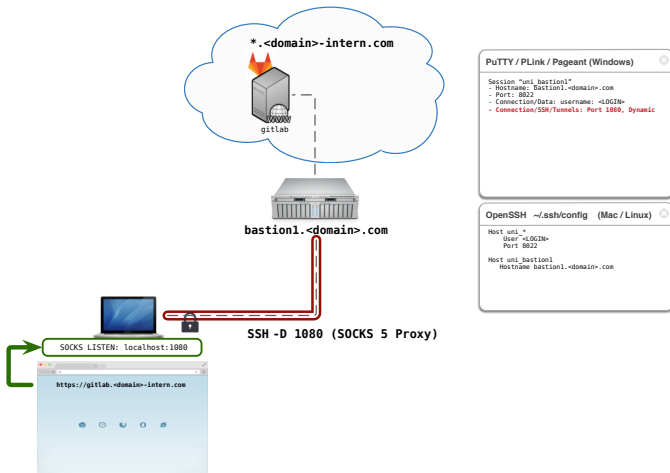 *.<domain>-intern.com
gitlab
bastion1.<domain>.com
SSH -D 1080 (SOCKS 5 Proxy)
SOCKS LISTEN: localhost:1080
https://gitlab.<domain>-intern.com
PuTTY / PLink / Pageant (Windows)
Session "uni_bastion1"
- Hostname: Bastion1.<domain>.com
- Port: 8022
- Connection/Data: username: <LOGIN>
- Connection/SSH/Tunnels: Port 1080, Dynamic
OpenSSH ~/.ssh/config (Mac / Linux)
Host uni_*
User <LOGIN>
Port 8022
Host uni_bastion1
Hostname bastion1.<domain>.com